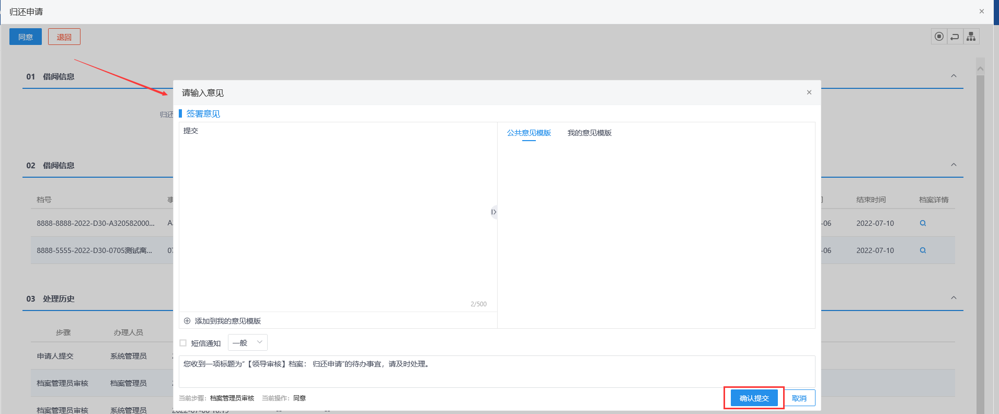 归还申请
同意 退回
01 借阅信息
请输入意见
归还
签署意见
提交
公共意见模版 我的意见模版
02 借阅信息
档号 结束时间 档案详情
8888-8888-2022-D30-A320582000... A -06 2022-07-10
8888-5555-2022-D30-0705测试离... 07 -06 2022-07-10
2/500
03 处理历史
添加到我的意见模版
步骤 办理人员
短信通知 一般
申请人提交 系统管理员
您收到一项标题为"【领导审核】档案： 归还申请"的待办事宜，请及时处理。
档案管理员审核 档案管理员
当前步骤： 档案管理员审核 当前操作： 同意
确认提交 取消
档案管理员审核 系统管理员